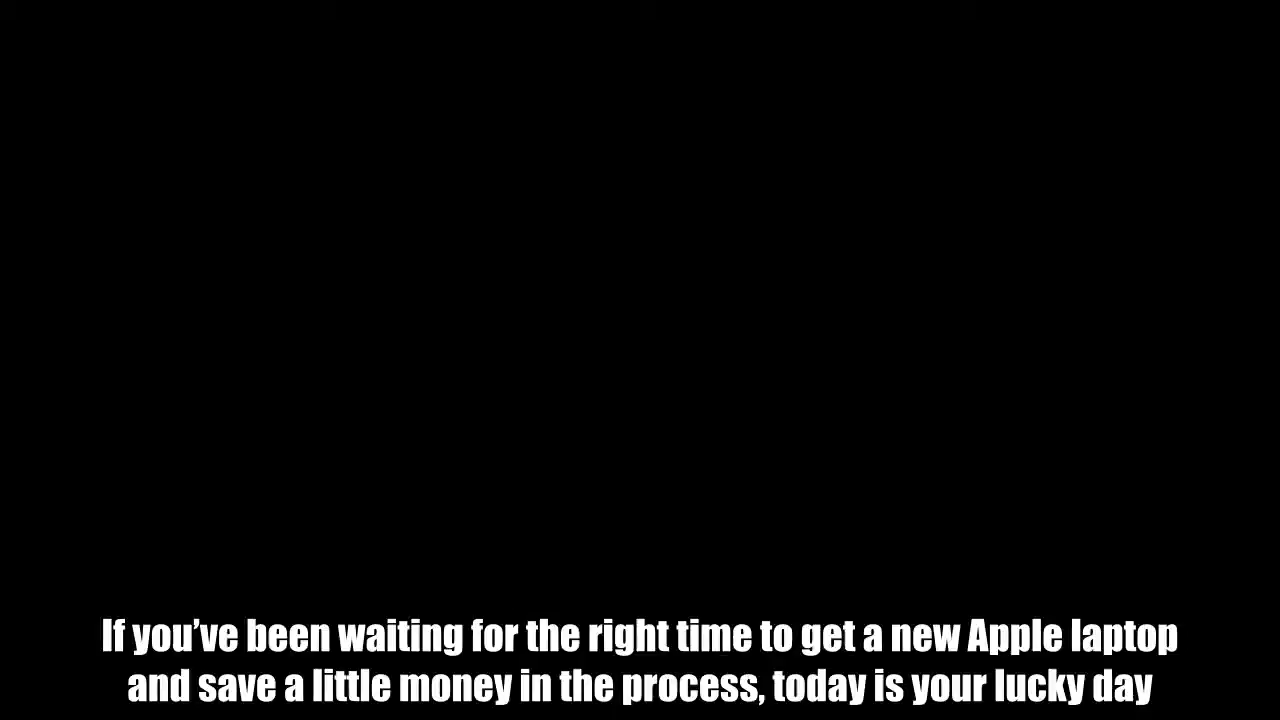 If you’ve been waiting for the right time to get a new Apple laptop
and save a little money in the process, today is your lucky day